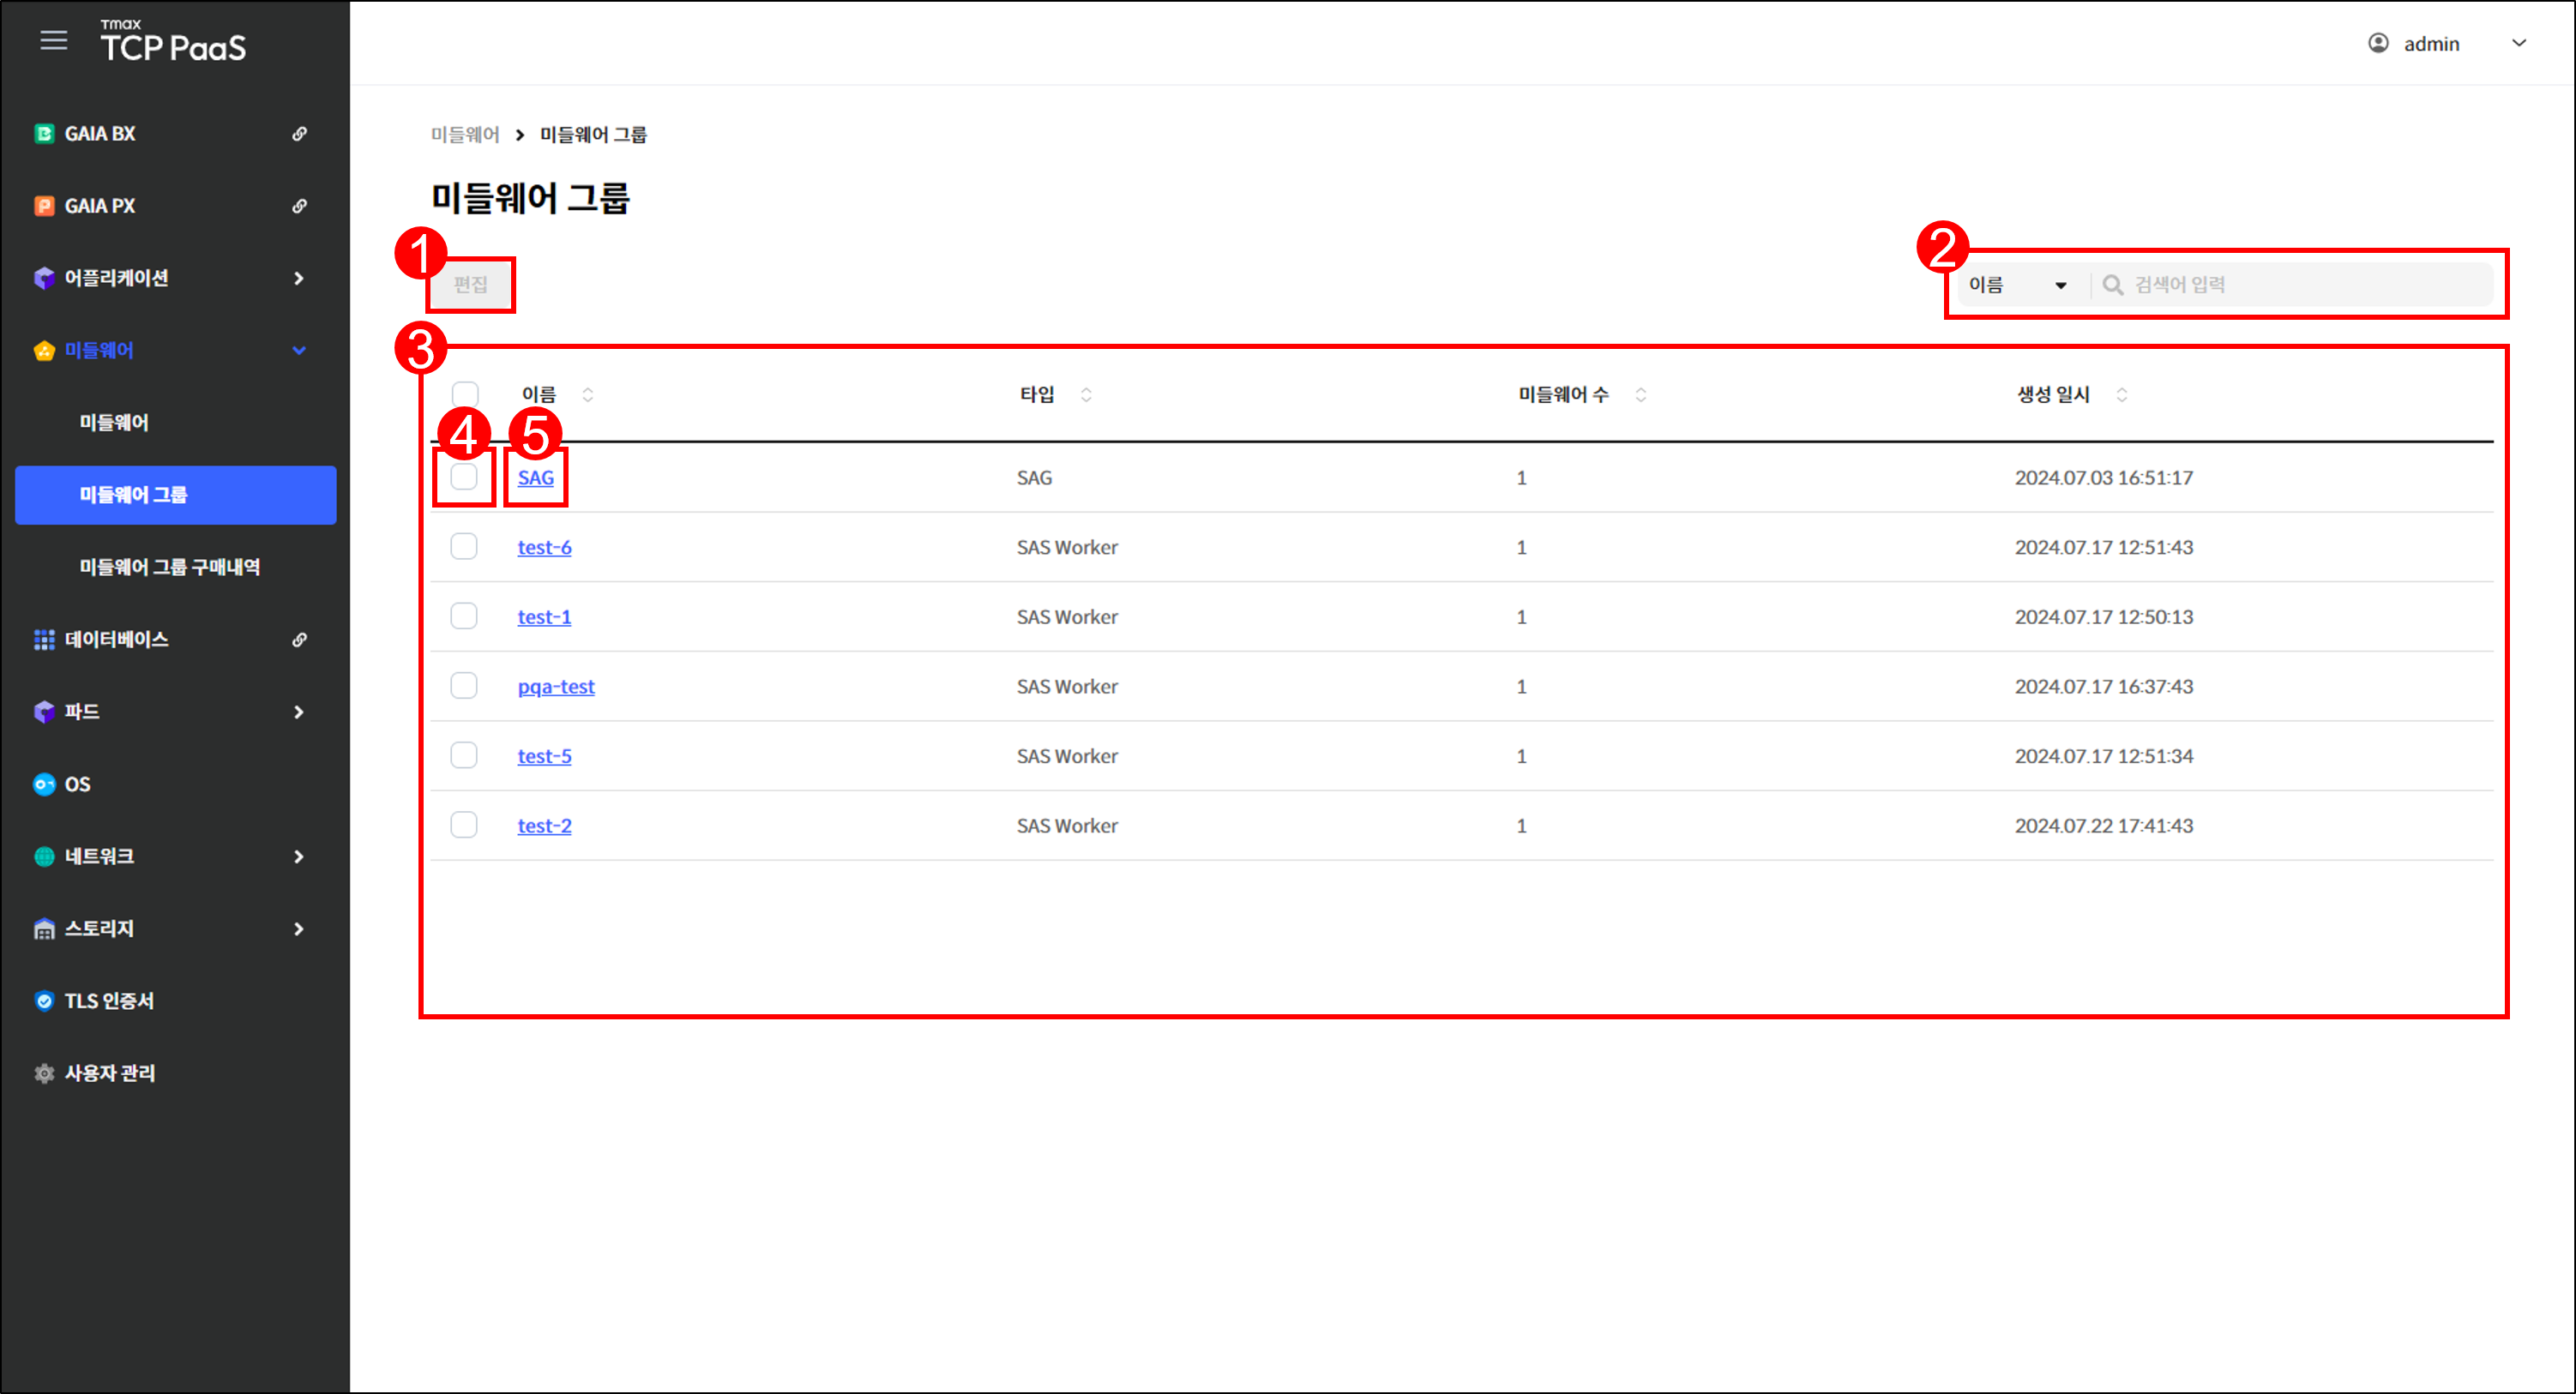 Tmax
TCP PaaS
admin
GAIA BX
GAIA PX
어플리케이션
미들웨어
미들웨어
미들웨어 그룹
미들웨어 그룹 구매내역
데이터베이스
파드
OS
네트워크
스토리지
TLS 인증서
사용자 관리
미들웨어 > 미들웨어 그룹
미들웨어 그룹
1
편집
2
이름 검색어 입력
3
이름 타입 미들웨어 수 생성 일시
4 5
SAG SAG 1 2024.07.03 16:51:17
test-6 SAS Worker 1 2024.07.17 12:51:43
test-1 SAS Worker 1 2024.07.17 12:50:13
pqa-test SAS Worker 1 2024.07.17 16:37:43
test-5 SAS Worker 1 2024.07.17 12:51:34
test-2 SAS Worker 1 2024.07.22 17:41:43